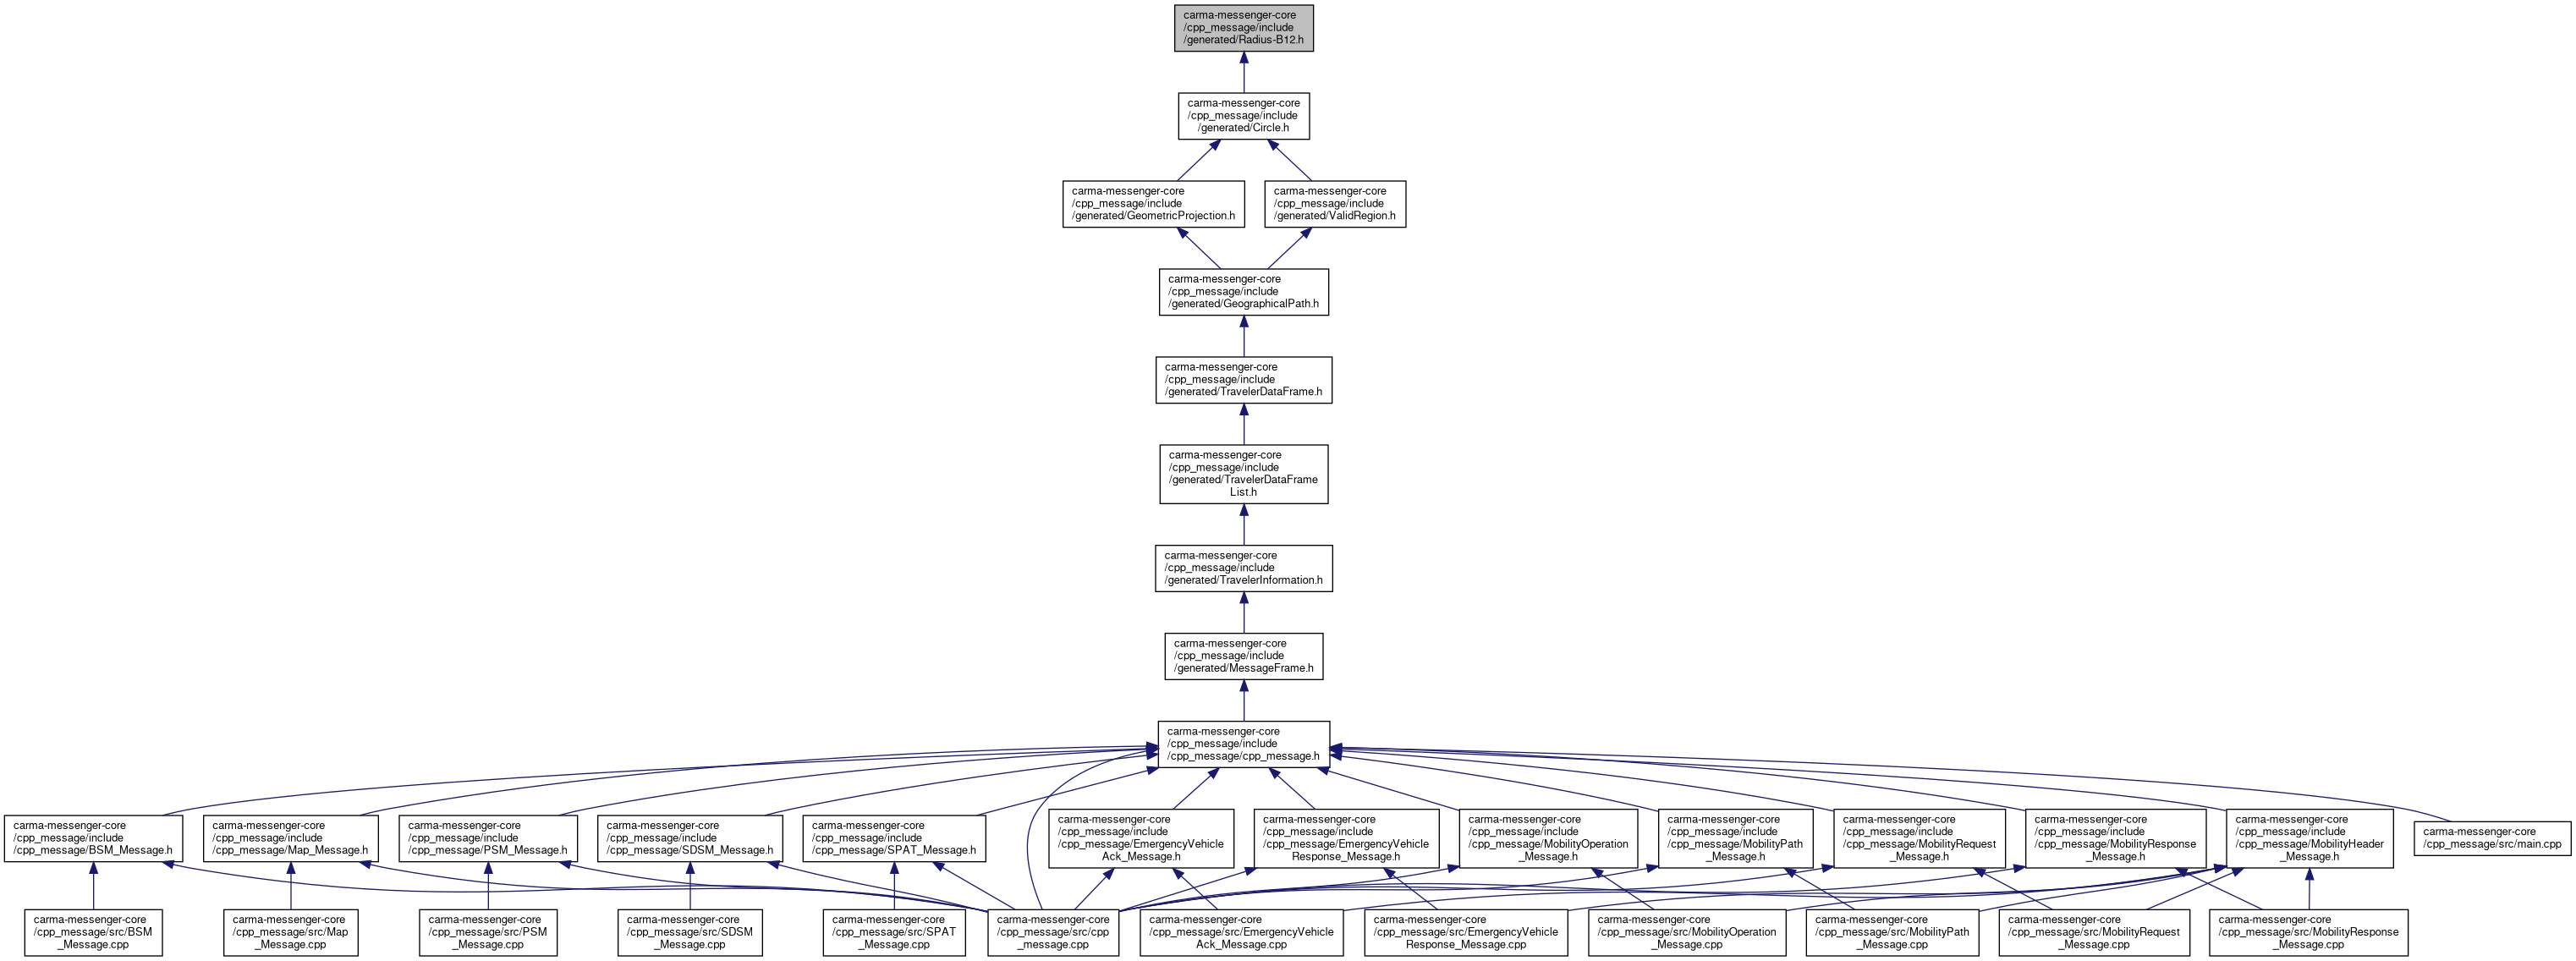 carma-messenger-core
/cpp_message/include
/generated/Radius-B12.h
carma-messenger-core
/cpp_message/include
/generated/Circle.h
carma-messenger-core
/cpp_message/include
/generated/GeometricProjection.h
carma-messenger-core
/cpp_message/include
/generated/ValidRegion.h
carma-messenger-core
/cpp_message/include
/generated/GeographicalPath.h
carma-messenger-core
/cpp_message/include
/generated/TravelerDataFrame.h
carma-messenger-core
/cpp_message/include
/generated/TravelerDataFrame
List.h
carma-messenger-core
/cpp_message/include
/generated/TravelerInformation.h
carma-messenger-core
/cpp_message/include
/generated/MessageFrame.h
carma-messenger-core
/cpp_message/include
/cpp_message/cpp_message.h
carma-messenger-core
/cpp_message/include
/cpp_message/BSM_Message.h
carma-messenger-core
/cpp_message/include
/cpp_message/Map_Message.h
carma-messenger-core
/cpp_message/include
/cpp_message/PSM_Message.h
carma-messenger-core
/cpp_message/include
/cpp_message/SDSM_Message.h
carma-messenger-core
/cpp_message/include
/cpp_message/SPAT_Message.h
carma-messenger-core
/cpp_message/include
/cpp_message/EmergencyVehicle
Ack_Message.h
carma-messenger-core
/cpp_message/include
/cpp_message/EmergencyVehicle
Response_Message.h
carma-messenger-core
/cpp_message/include
/cpp_message/MobilityOperation
_Message.h
carma-messenger-core
/cpp_message/include
/cpp_message/MobilityPath
_Message.h
carma-messenger-core
/cpp_message/include
/cpp_message/MobilityRequest
_Message.h
carma-messenger-core
/cpp_message/include
/cpp_message/MobilityResponse
_Message.h
carma-messenger-core
/cpp_message/include
/cpp_message/MobilityHeader
_Message.h
carma-messenger-core
/cpp_message/src/main.cpp
carma-messenger-core
/cpp_message/src/BSM
_Message.cpp
carma-messenger-core
/cpp_message/src/Map
_Message.cpp
carma-messenger-core
/cpp_message/src/PSM
_Message.cpp
carma-messenger-core
/cpp_message/src/SDSM
_Message.cpp
carma-messenger-core
/cpp_message/src/SPAT
_Message.cpp
carma-messenger-core
/cpp_message/src/cpp
_message.cpp
carma-messenger-core
/cpp_message/src/EmergencyVehicle
Ack_Message.cpp
carma-messenger-core
/cpp_message/src/EmergencyVehicle
Response_Message.cpp
carma-messenger-core
/cpp_message/src/MobilityOperation
_Message.cpp
carma-messenger-core
/cpp_message/src/MobilityPath
_Message.cpp
carma-messenger-core
/cpp_message/src/MobilityRequest
_Message.cpp
carma-messenger-core
/cpp_message/src/MobilityResponse
_Message.cpp